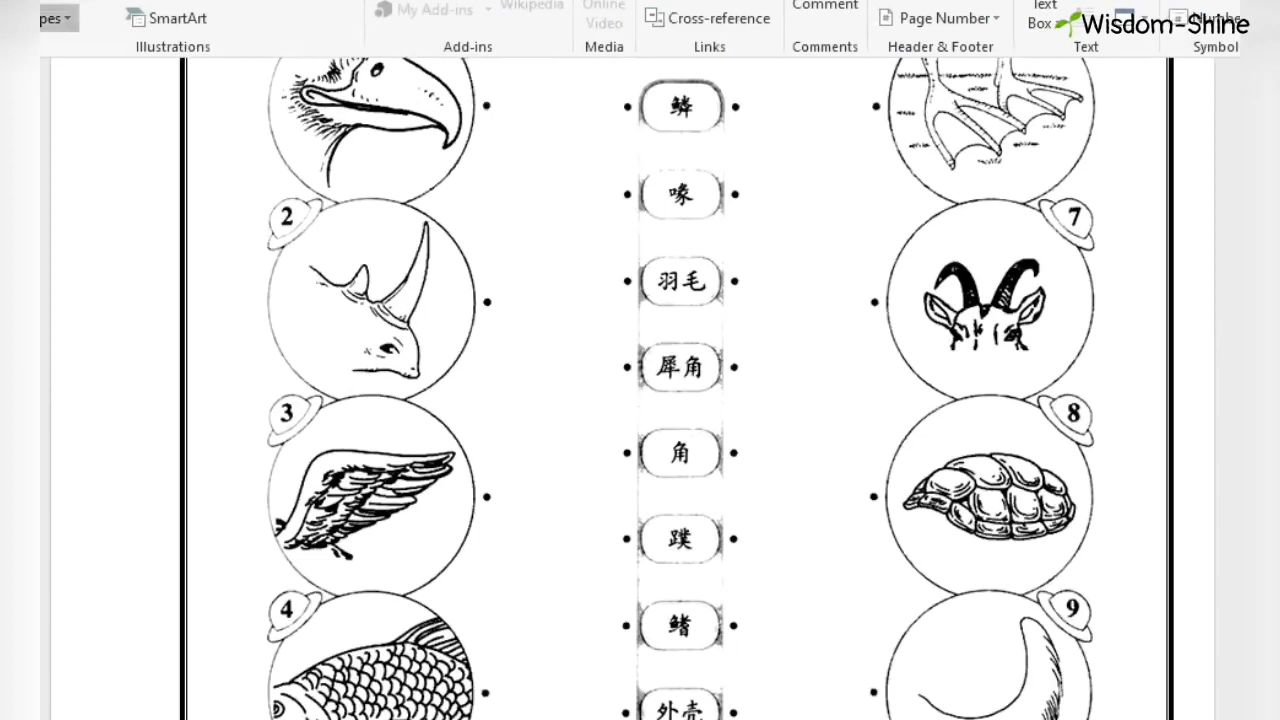 pes
SmartArt
My Add-ins
Wikipedia
Online
Video
Cross-reference
Comment
Page Number
Text
Box
Wisdom-Shine
Illustrations
Add-ins
Media
Links
Comments
Header & Footer
Text
Symbol
鳞
喙
羽毛
犀角
角
蹼
鳍
外壳
2
3
4
7
8
9